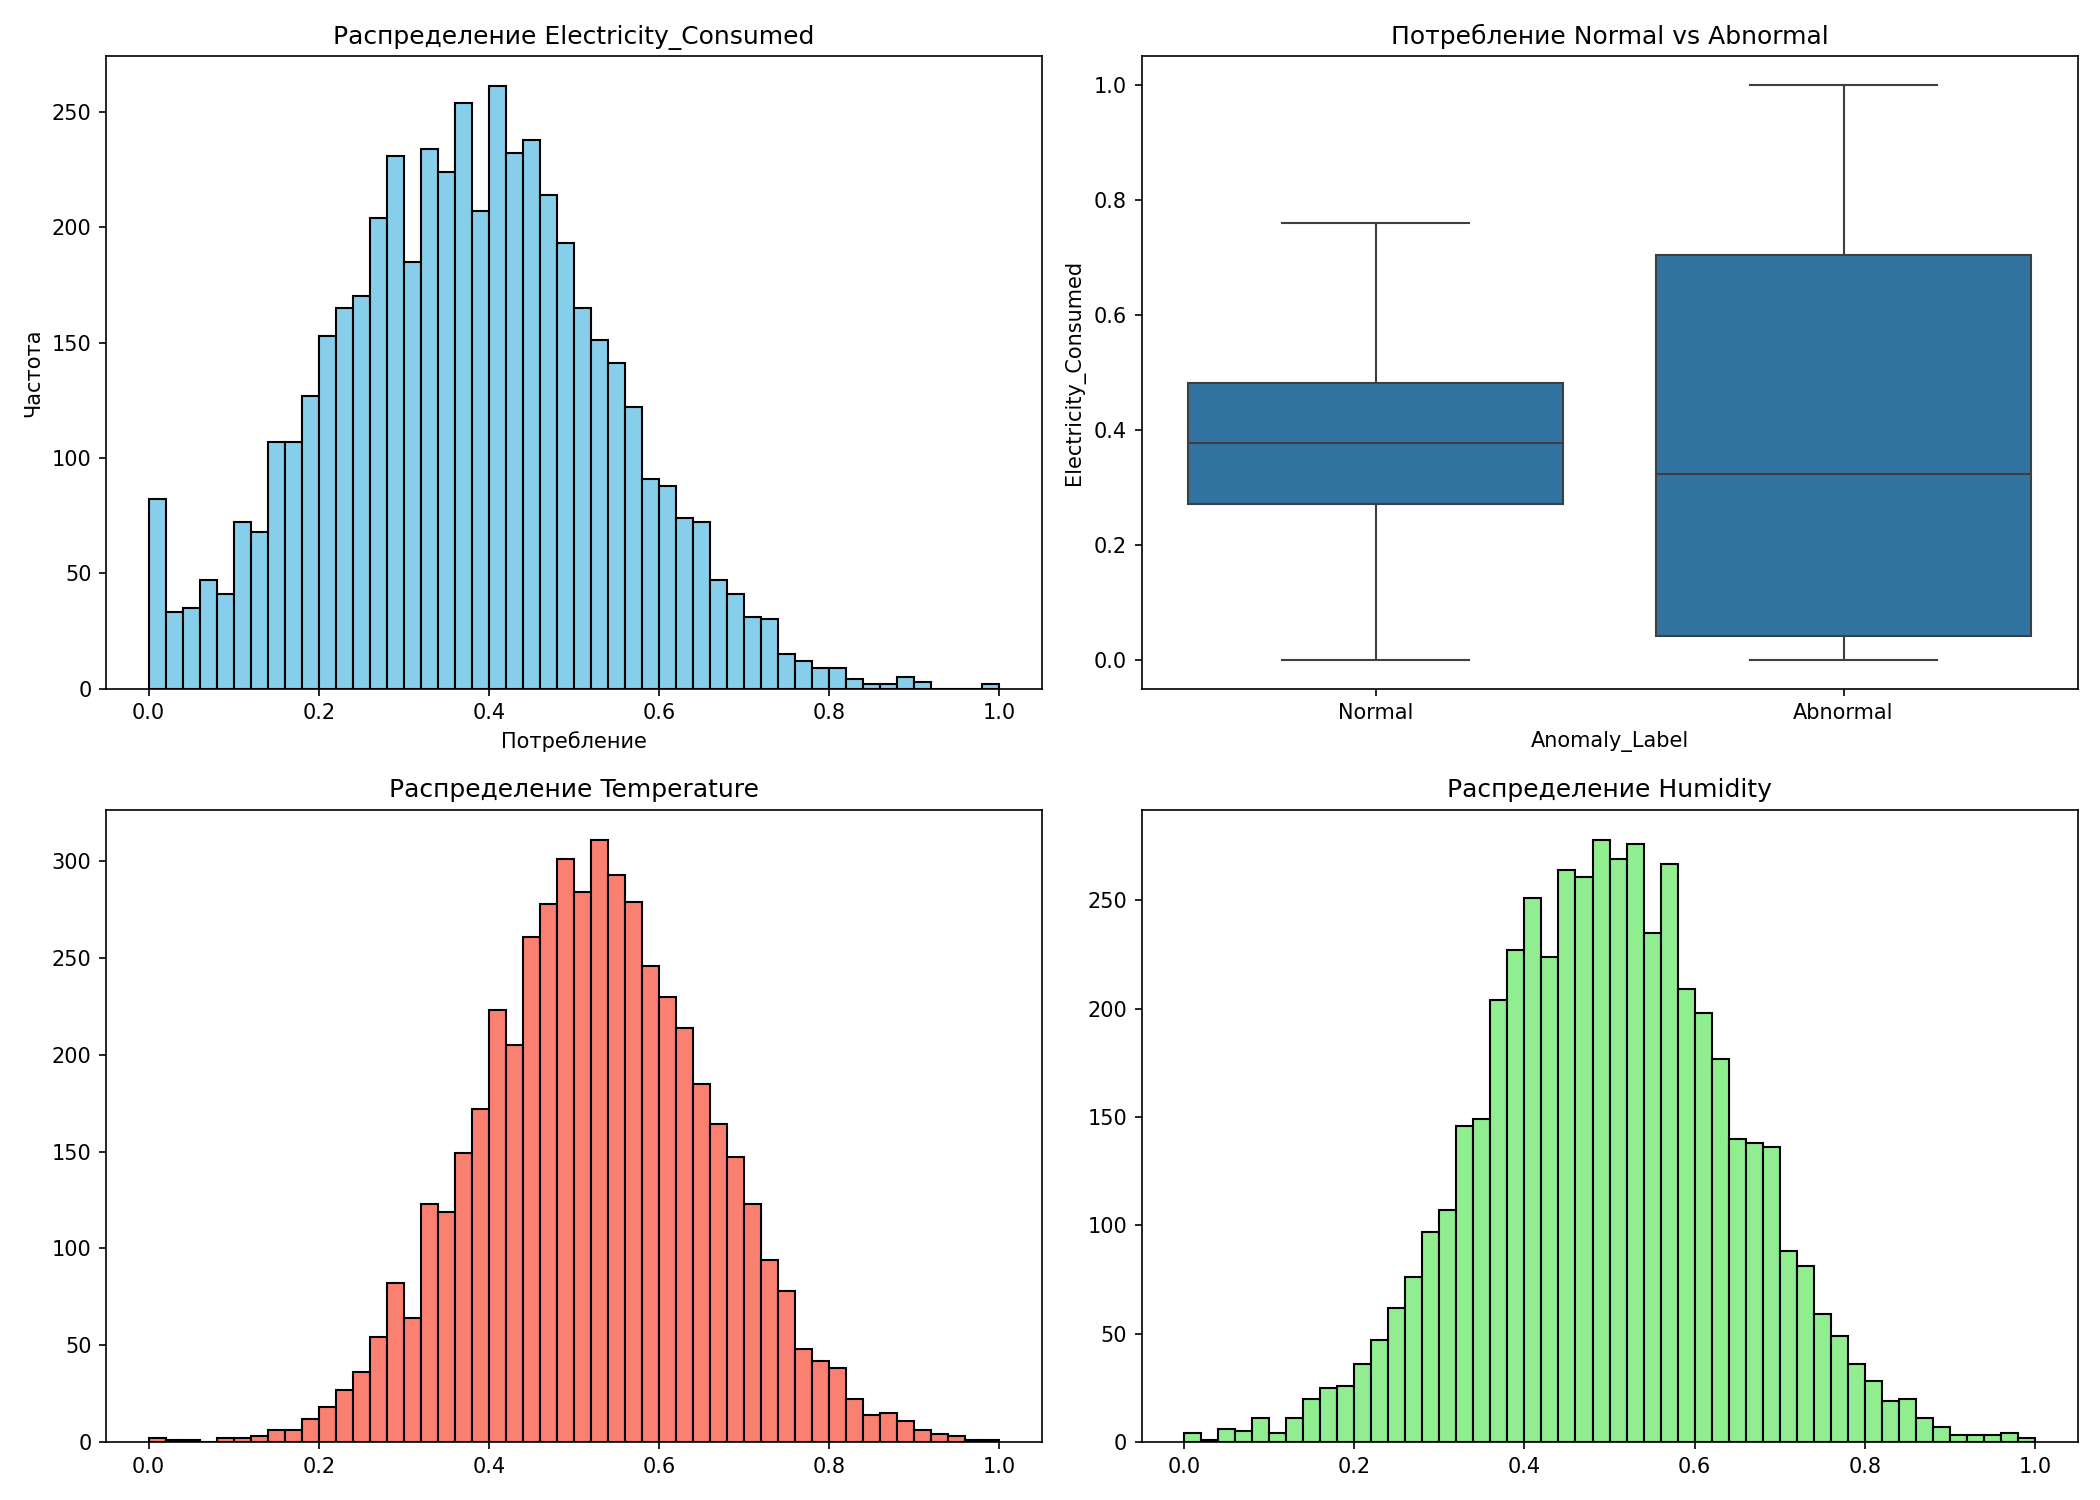 Распределение Electricity_Consumed
250
200
150
100
50
0
Частота
0.0 0.2 0.4 0.6 0.8 1.0
Потребление
Потребление Normal vs Abnormal
1.0
0.8
0.6
0.4
0.2
0.0
Electricity_Consumed
Normal Abnormal
Anomaly_Label
Распределение Temperature
300
250
200
150
100
50
0
0.0 0.2 0.4 0.6 0.8 1.0
Распределение Humidity
250
200
150
100
50
0
0.0 0.2 0.4 0.6 0.8 1.0